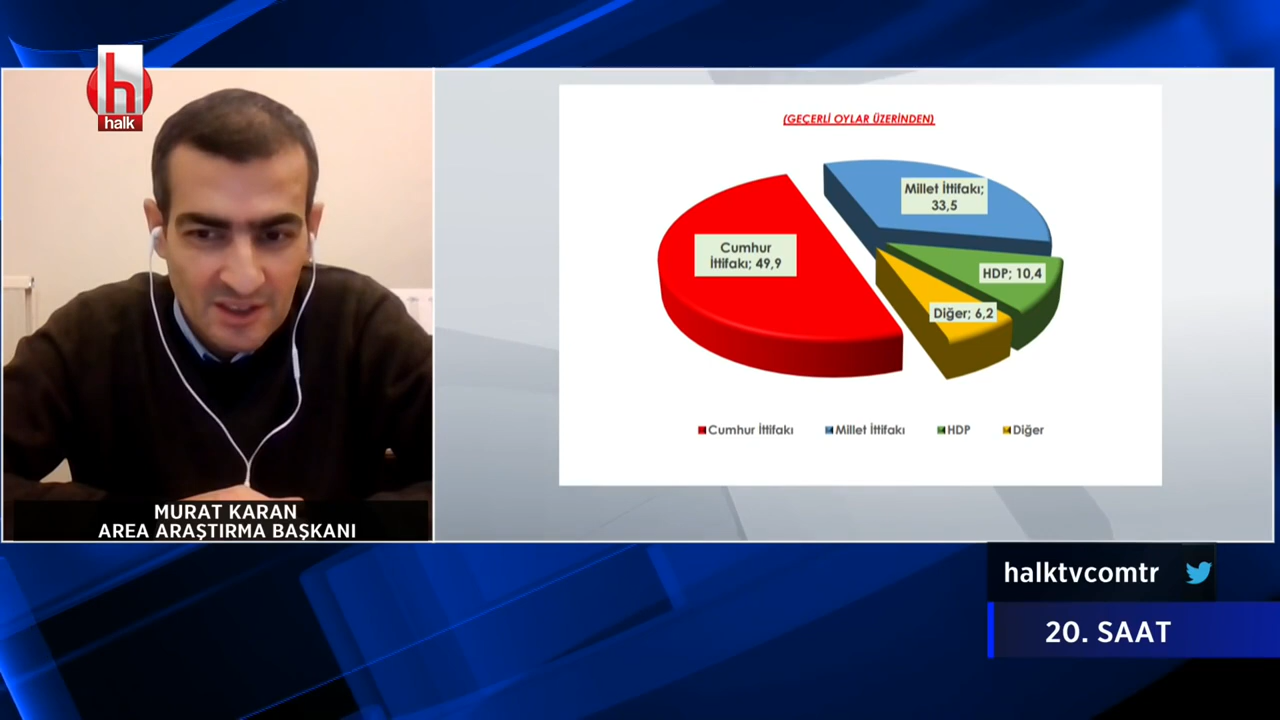 h
halk
(GEÇERLİ OYLAR ÜZERİNDEN)
Millet İttifakı;
33,5
Cumhur
İttifakı; 49,9
HDP; 10,4
Diğer; 6,2
Cumhur İttifakı
Millet İttifakı
HDP
Diğer
MURAT KARAN
AREA ARAŞTIRMA BAŞKANI
halktvcomtr
20. SAAT